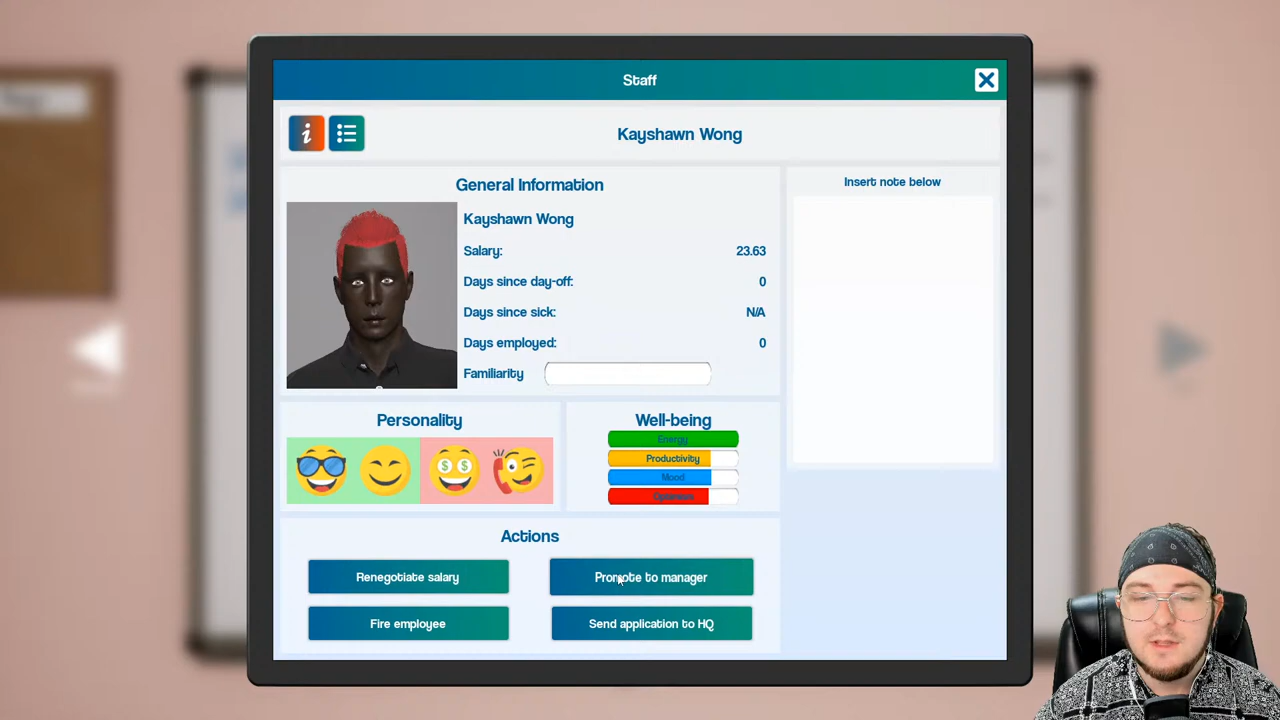 Staff
Kayshawn Wong
General Information
Kayshawn Wong
Salary: 23.63
Days since day-off: 0
Days since sick: N/A
Days employed: 0
Familiarity
Insert note below
Personality
Well-being
Energy
Productivity
Mood
Openness
Actions
Renegotiate salary
Promote to manager
Fire employee
Send application to HQ